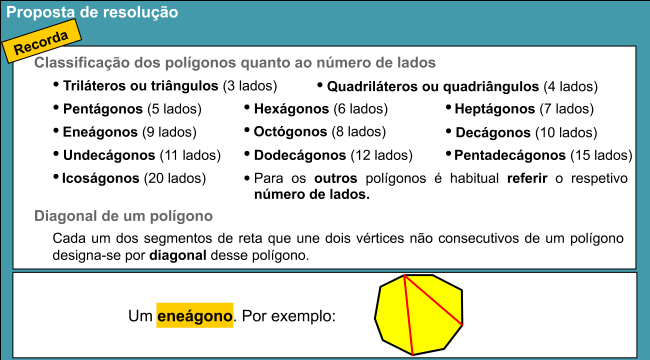 Proposta de resolução
Recorda
Classificação dos polígonos quanto ao número de lados
• Triláteros ou triângulos (3 lados) • Quadriláteros ou quadriângulos (4 lados)
• Pentágonos (5 lados) • Hexágonos (6 lados) • Heptágonos (7 lados)
• Eneágonos (9 lados) • Octógonos (8 lados) • Decágonos (10 lados)
• Undecágonos (11 lados) • Dodecágonos (12 lados) • Pentadecágonos (15 lados)
• Icoságonos (20 lados) • Para os outros polígonos é habitual referir o respetivo
número de lados.
Diagonal de um polígono
Cada um dos segmentos de reta que une dois vértices não consecutivos de um polígono
designa-se por diagonal desse polígono.
Um eneágono. Por exemplo: